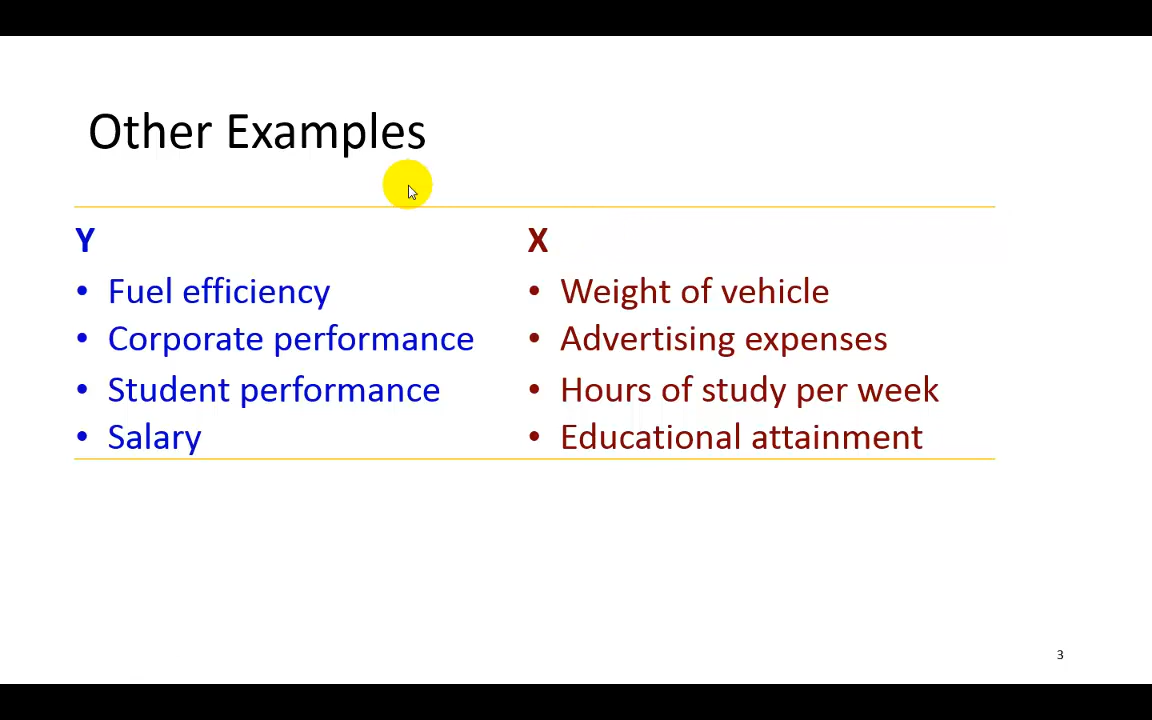 Other Examples
Y X
• Fuel efficiency • Weight of vehicle
• Corporate performance • Advertising expenses
• Student performance • Hours of study per week
• Salary • Educational attainment
3